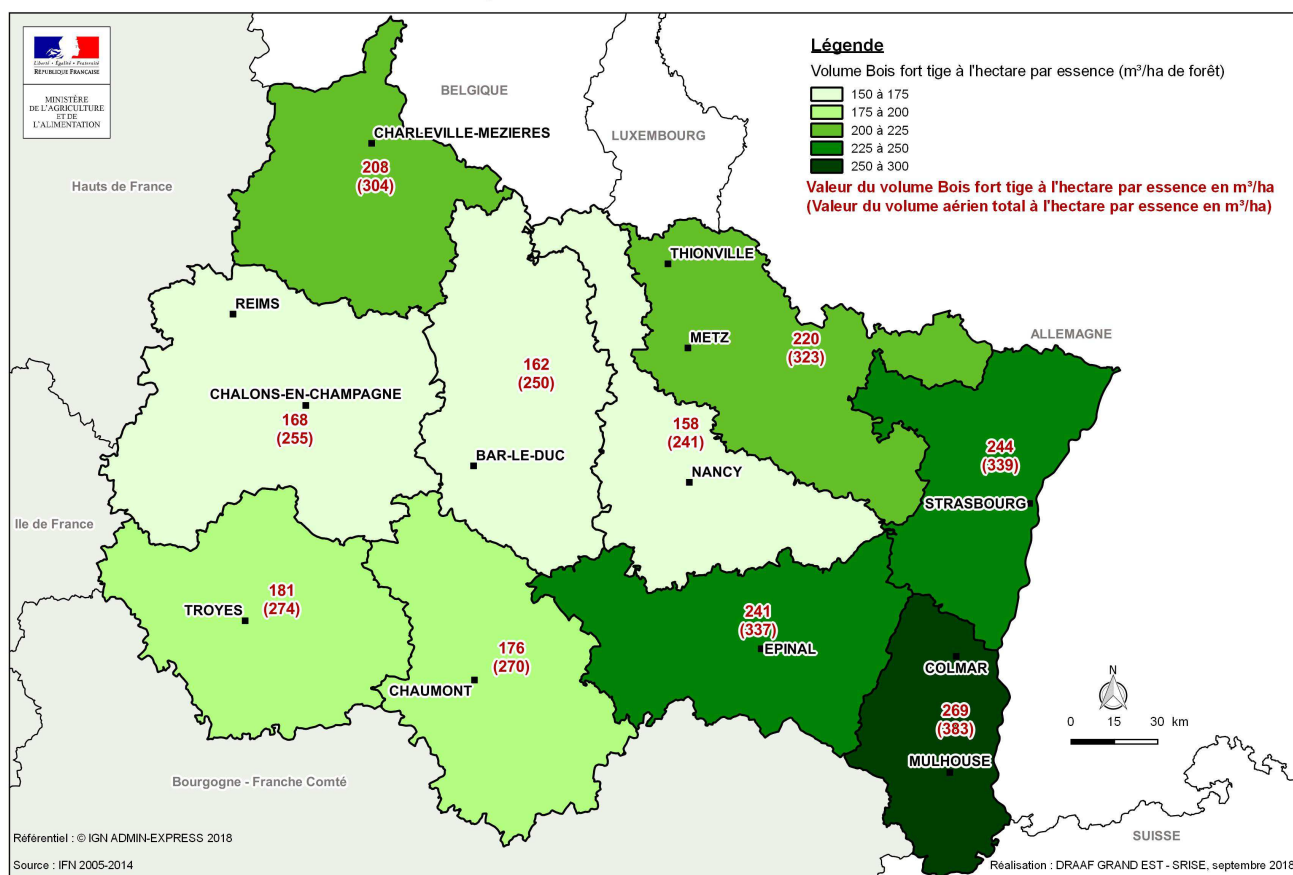 Liberté • Égalité • Fraternité
RÉPUBLIQUE FRANÇAISE
MINISTÈRE
DE L'AGRICULTURE
ET DE
L'ALIMENTATION
Légende
Volume Bois fort tige à l'hectare par essence (m³/ha de forêt)
150 à 175
175 à 200
200 à 225
225 à 250
250 à 300
Valeur du volume Bois fort tige à l'hectare par essence en m³/ha
(Valeur du volume aérien total à l'hectare par essence en m³/ha)
BELGIQUE
LUXEMBOURG
CHARLEVILLE-MEZIERES
208
(304)
Hauts de France
THIONVILLE
REIMS
ALLEMAGNE
METZ
220
(323)
162
(250)
CHALONS-EN-CHAMPAGNE
168
(255)
158
(241)
BAR-LE-DUC
NANCY
244
(339)
STRASBOURG
Ile de France
181
(274)
TROYES
176
(270)
CHAUMONT
241
(337)
EPINAL
COLMAR
269
(383)
MULHOUSE
N
0 15 30 km
Bourgogne - Franche Comté
SUISSE
Référentiel : © IGN ADMIN-EXPRESS 2018
Source : IFN 2005-2014
Réalisation : DRAAF GRAND EST - SRISE, septembre 2018